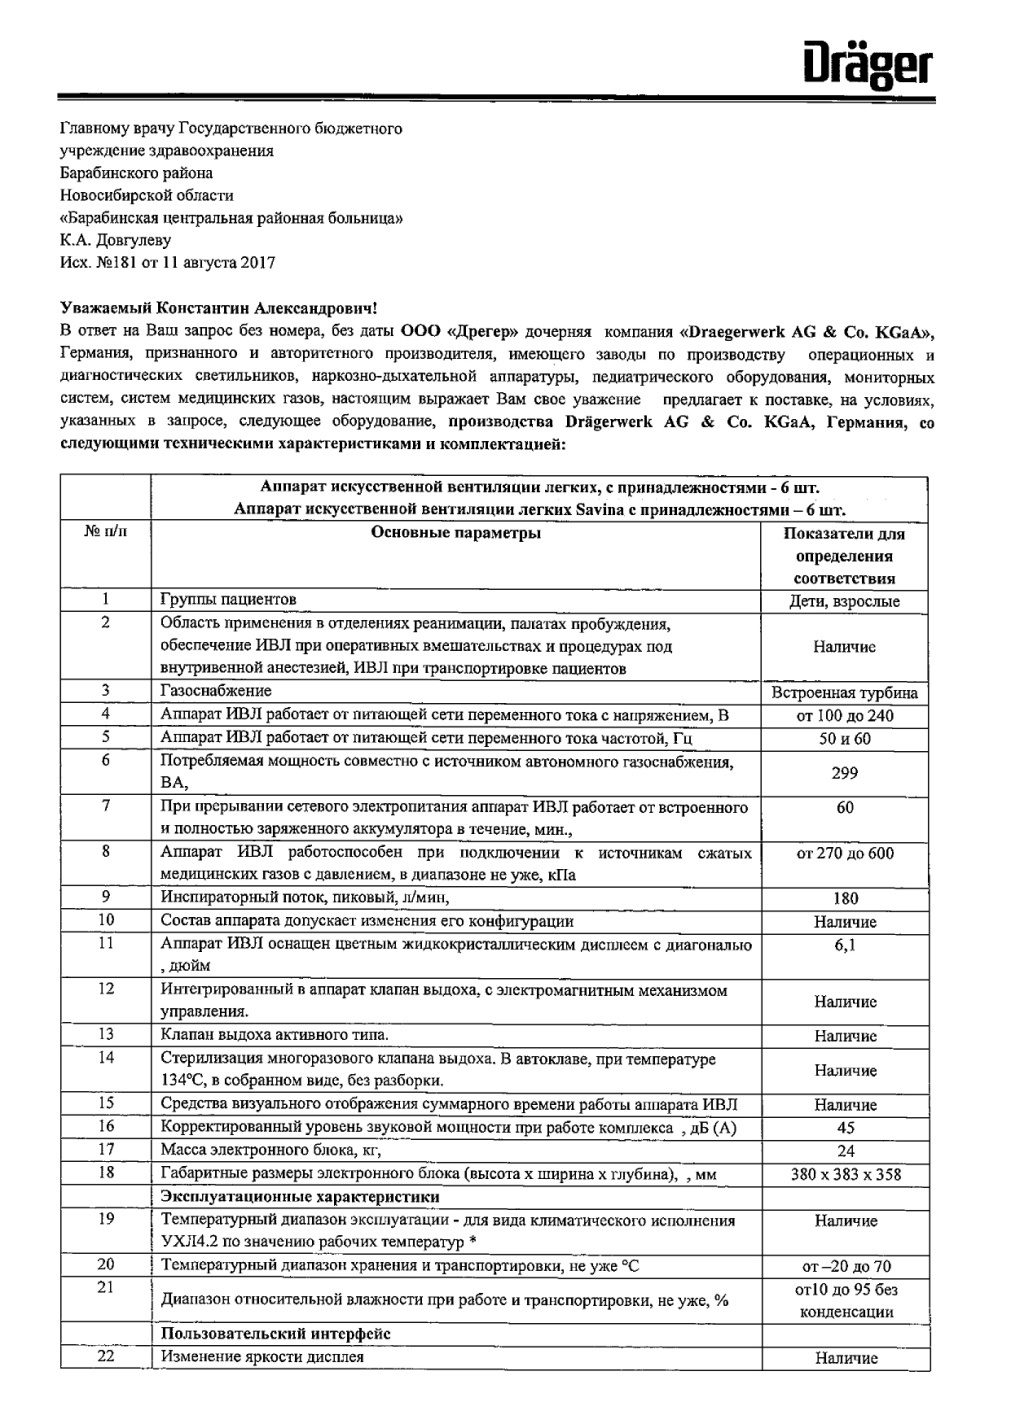 Dräger
Главному врачу Государственного бюджетного
учреждение здравоохранения
Барабинского района
Новосибирской области
«Барабинская центральная районная больница»
К.А. Довгулеву
Исх. №181 от 11 августа 2017
Уважаемый Константин Александрович!
В ответ на Ваш запрос без номера, без даты ООО «Дрегер» дочерняя компания «Draegerwerk AG & Co. KGaA»,
Германия, признанного и авторитетного производителя, имеющего заводы по производству операционных и
диагностических светильников, наркозно-дыхательной аппаратуры, педиатрического оборудования, мониторных
систем, систем медицинских газов, настоящим выражает Вам свое уважение предлагает к поставке, на условиях,
указанных в запросе, следующее оборудование, производства Drägerwerk AG & Co. KGaA, Германия, со
следующими техническими характеристиками и комплектацией:
Аппарат искусственной вентиляции легких, с принадлежностями - 6 шт.
Аппарат искусственной вентиляции легких Savina с принадлежностями – 6 шт.
№ п/п Основные параметры Показатели для
определения
соответствия
1 Группы пациентов Дети, взрослые
2 Область применения в отделениях реанимации, палатах пробуждения,
обеспечение ИВЛ при оперативных вмешательствах и процедурах под Наличие
внутривенной анестезией, ИВЛ при транспортировке пациентов
3 Газоснабжение Встроенная турбина
4 Аппарат ИВЛ работает от питающей сети переменного тока с напряжением, В от 100 до 240
5 Аппарат ИВЛ работает от питающей сети переменного тока частотой, Гц 50 и 60
6 Потребляемая мощность совместно с источником автономного газоснабжения, 299
ВА,
7 При прерывании сетевого электропитания аппарат ИВЛ работает от встроенного 60
и полностью заряженного аккумулятора в течение, мин.,
8 Аппарат ИВЛ работоспособен при подключении к источникам сжатых от 270 до 600
медицинских газов с давлением, в диапазоне не уже, кПа
9 Инспираторный поток, пиковый, л/мин, 180
10 Состав аппарата допускает изменения его конфигурации Наличие
11 Аппарат ИВЛ оснащен цветным жидкокристаллическим дисплеем с диагональю 6,1
, дюйм
12 Интегрированный в аппарат клапан выдоха, с электромагнитным механизмом Наличие
управления.
13 Клапан выдоха активного типа. Наличие
14 Стерилизация многоразового клапана выдоха. В автоклаве, при температуре Наличие
134°С, в собранном виде, без разборки.
15 Средства визуального отображения суммарного времени работы аппарата ИВЛ Наличие
16 Корректированный уровень звуковой мощности при работе комплекса , дБ (А) 45
17 Масса электронного блока, кг, 24
18 Габаритные размеры электронного блока (высота х ширина х глубина), , мм 380 х 383 х 358
Эксплуатационные характеристики
19 Температурный диапазон эксплуатации - для вида климатического исполнения Наличие
УХЛ4.2 по значению рабочих температур *
20 Температурный диапазон хранения и транспортировки, не уже °С от –20 до 70
21 Диапазон относительной влажности при работе и транспортировки, не уже, % от10 до 95 без
конденсации
Пользовательский интерфейс
22 Изменение яркости дисплея Наличие